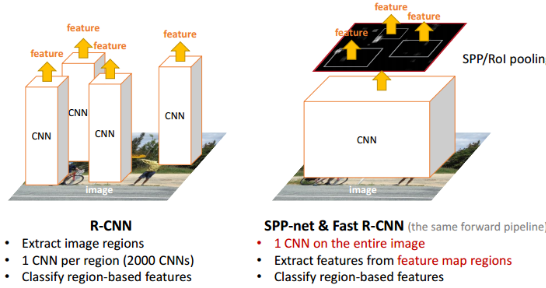 feature
feature
feature
feature
CNN
CNN
CNN
CNN
image
R-CNN
• Extract image regions
• 1 CNN per region (2000 CNNs)
• Classify region-based features
feature
feature
feature
SPP/RoI poolin
CNN
image
SPP-net & Fast R-CNN (the same forward pipeline)
• 1 CNN on the entire image
• Extract features from feature map regions
• Classify region-based features